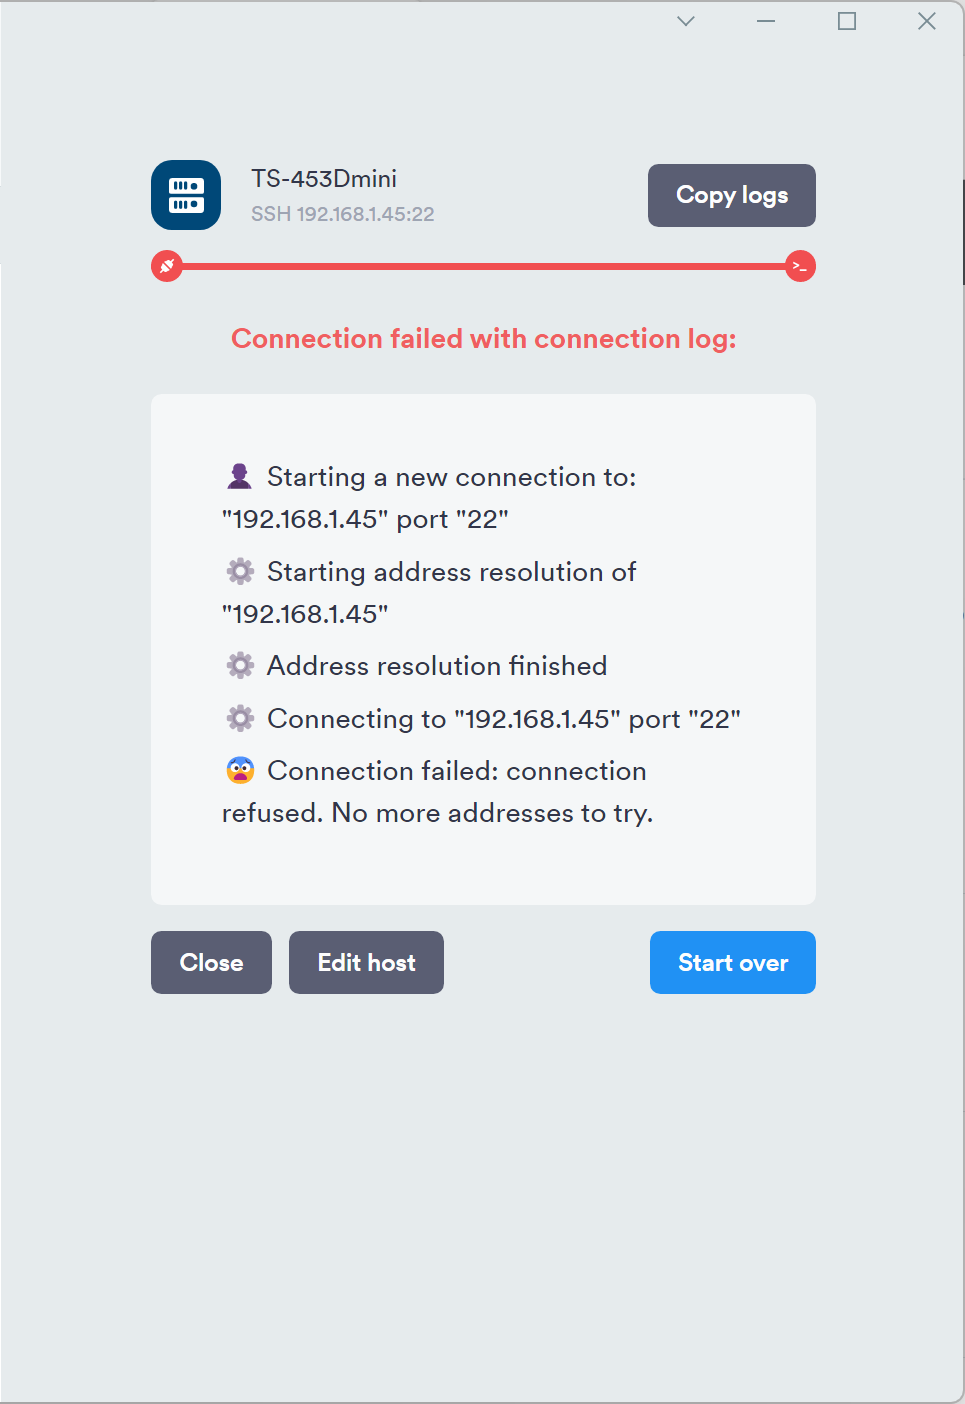 TS-453Dmini
SSH 192.168.1.45:22
Copy logs
Connection failed with connection log:
Starting a new connection to:
"192.168.1.45" port "22"
Starting address resolution of
"192.168.1.45"
Address resolution finished
Connecting to "192.168.1.45" port "22"
Connection failed: connection
refused. No more addresses to try.
Close
Edit host
Start over